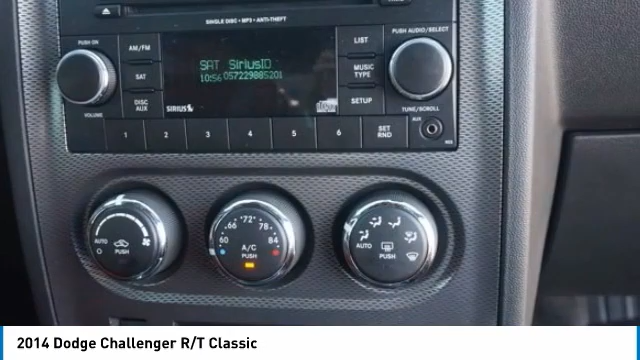 SINGLE DISC • MP3 • ANTI-THEFT
PUSH ON
PUSH AUDIO/SELECT
AM/FM
SAT SiriusID
LIST
SAT
10:56 057229885201
MUSIC TYPE
DISC AUX
SIRIUS
SETUP
VOLUME
TUNE/SCROLL
1 2 3 4 5 6 SET RND
AUX
66 72 78
60 84
AUTO
O PUSH
A/C
PUSH
AUTO
PUSH
2014 Dodge Challenger R/T Classic